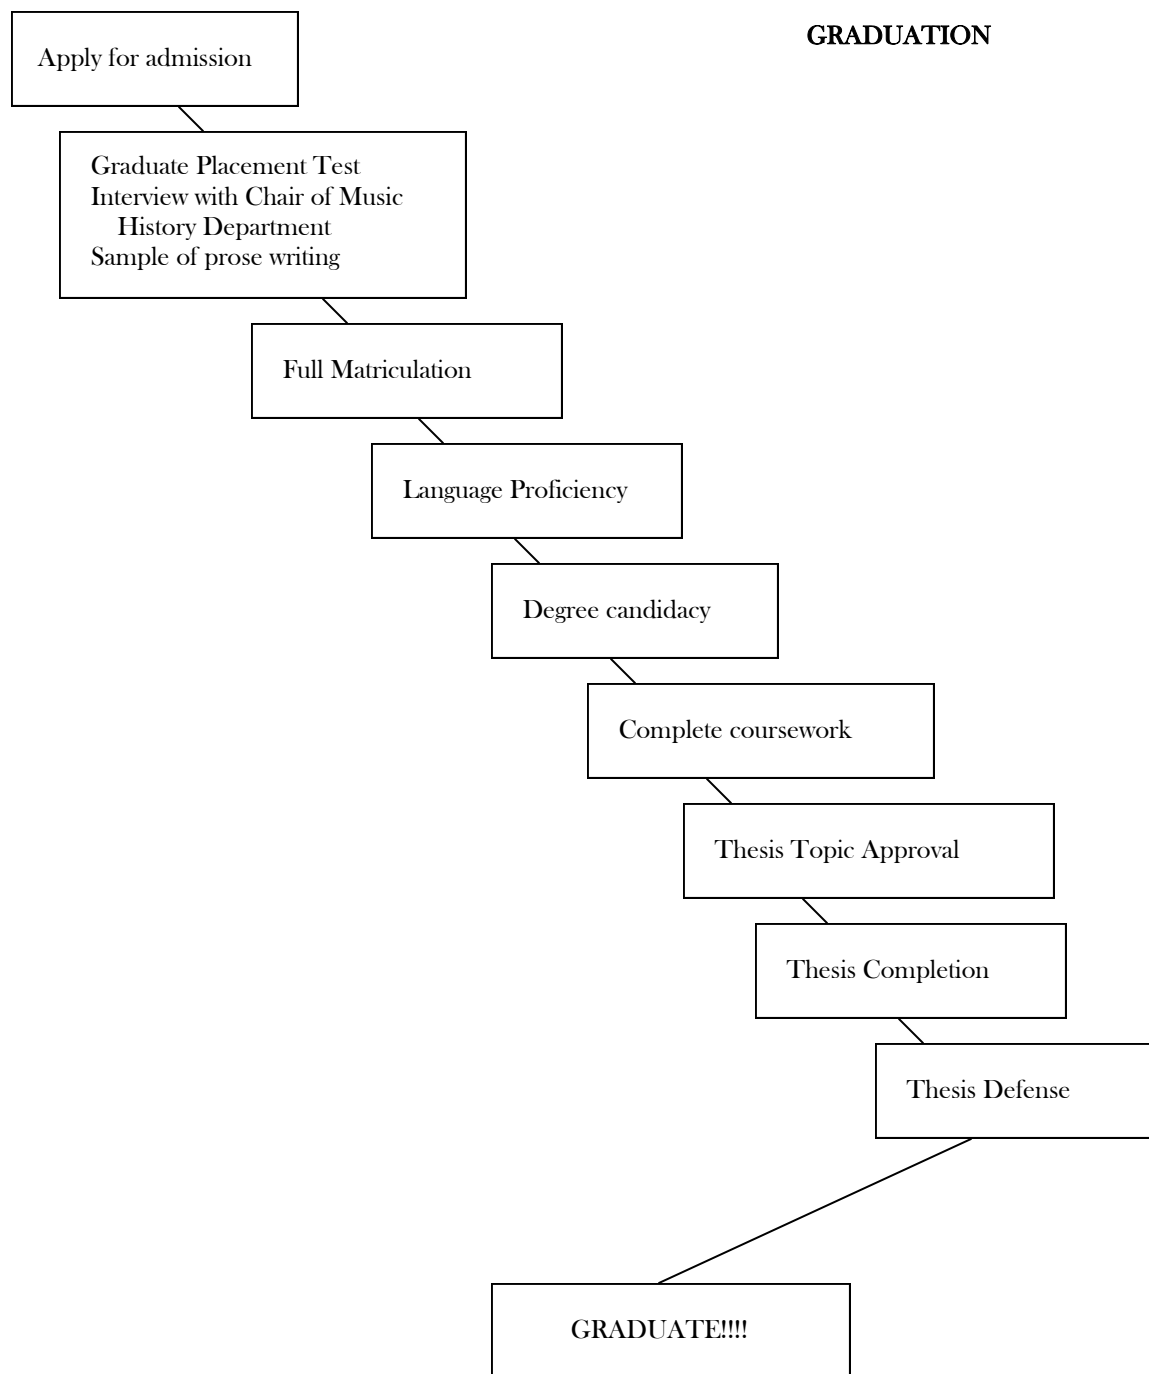 GRADUATION
Apply for admission
Graduate Placement Test
Interview with Chair of Music
History Department
Sample of prose writing
Full Matriculation
Language Proficiency
Degree candidacy
Complete coursework
Thesis Topic Approval
Thesis Completion
Thesis Defense
GRADUATE!!!!